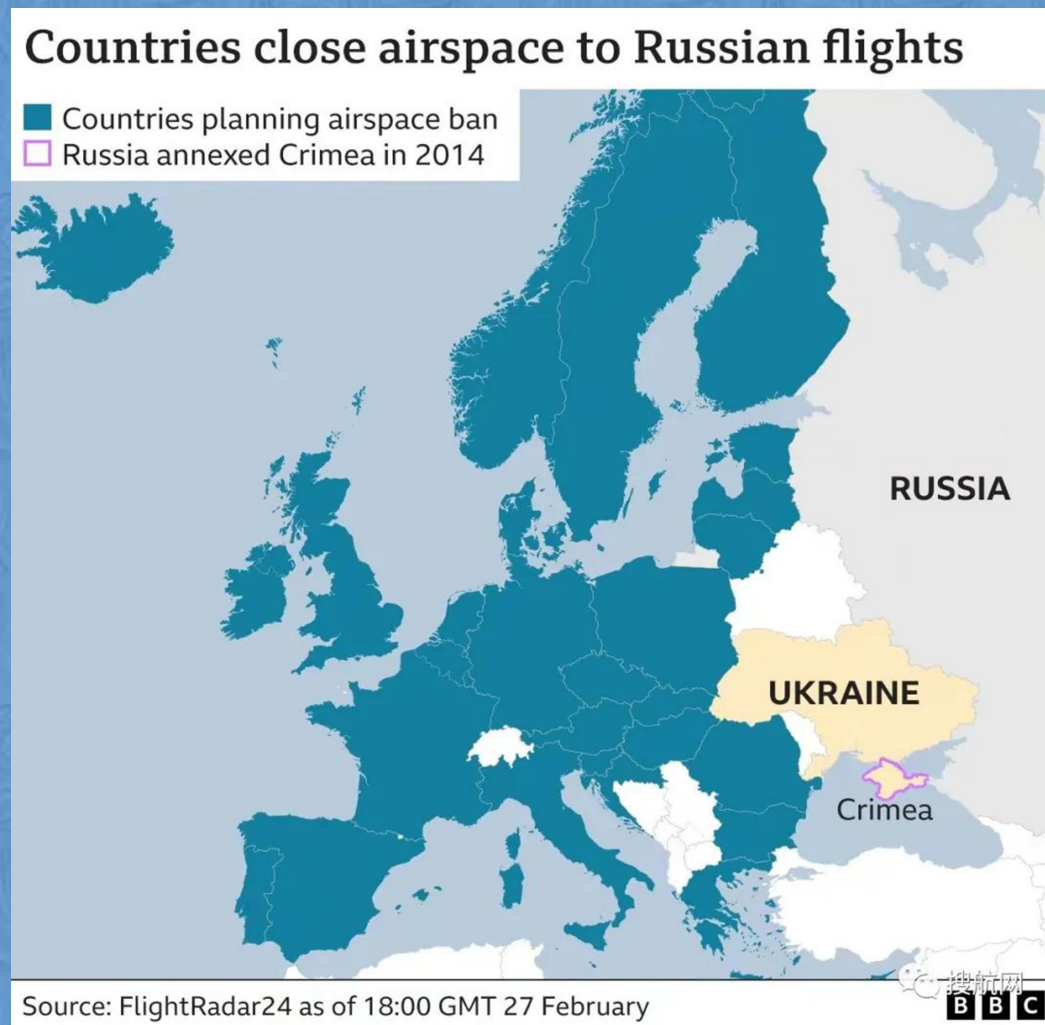 Countries close airspace to Russian flights
Countries planning airspace ban
Russia annexed Crimea in 2014
RUSSIA
UKRAINE
Crimea
搜航网
Source: FlightRadar24 as of 18:00 GMT 27 February
BBC